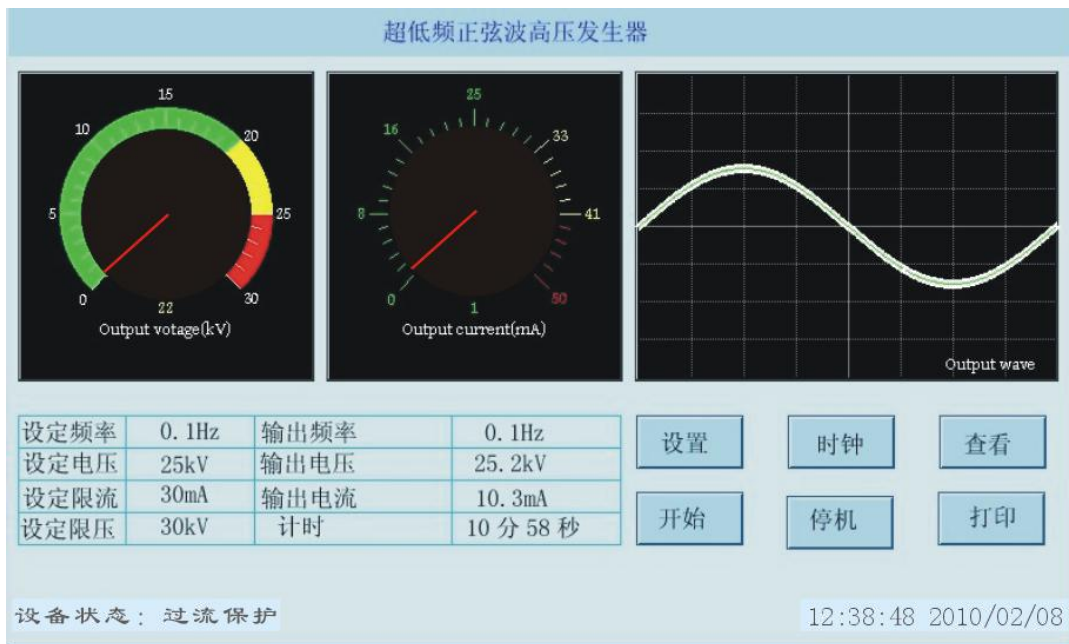 超低频正弦波高压发生器
15
10 20
5 25
0 30
22
Output votage(kV)
25
16 33
8 41
0 50
1
Output current(mA)
Output wave
设定频率 0.1Hz 输出频率 0.1Hz
设定电压 25kV 输出电压 25.2kV
设定限流 30mA 输出电流 10.3mA
设定限压 30kV 计时 10分58秒
设置 时钟 查看
开始 停机 打印
设备状态: 过流保护
12:38:48 2010/02/08